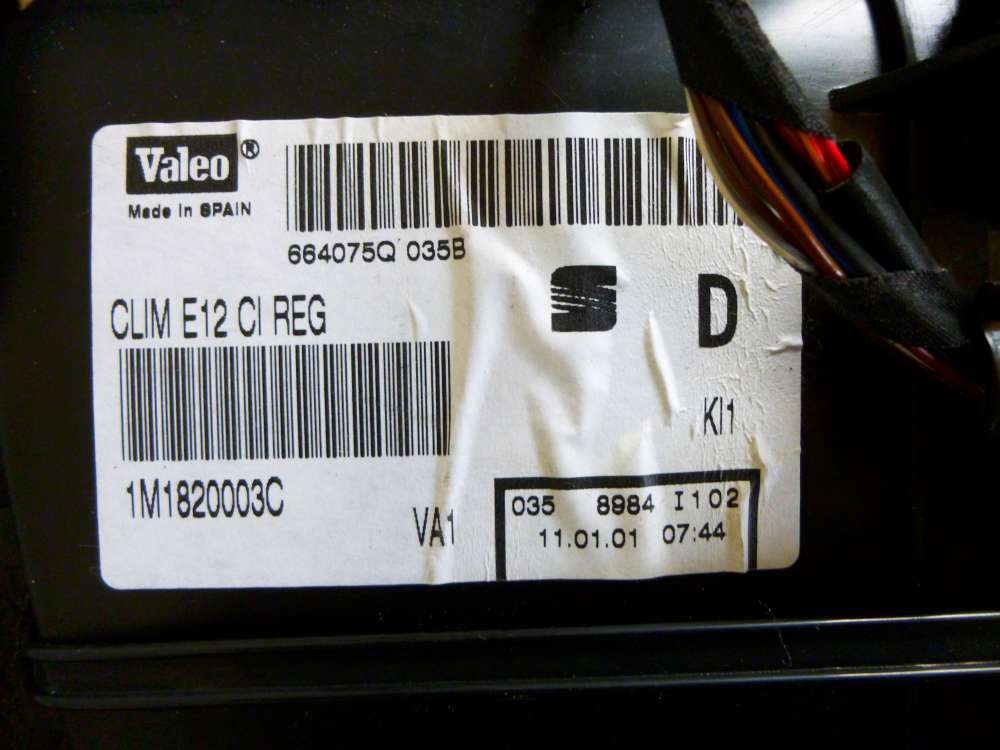 Valeo®
Made in SPAIN
664075Q 035B
CLIM E12 CI REG
D
KI1
1M1820003C
VA1
035 8984 I102
11.01.01 07:44